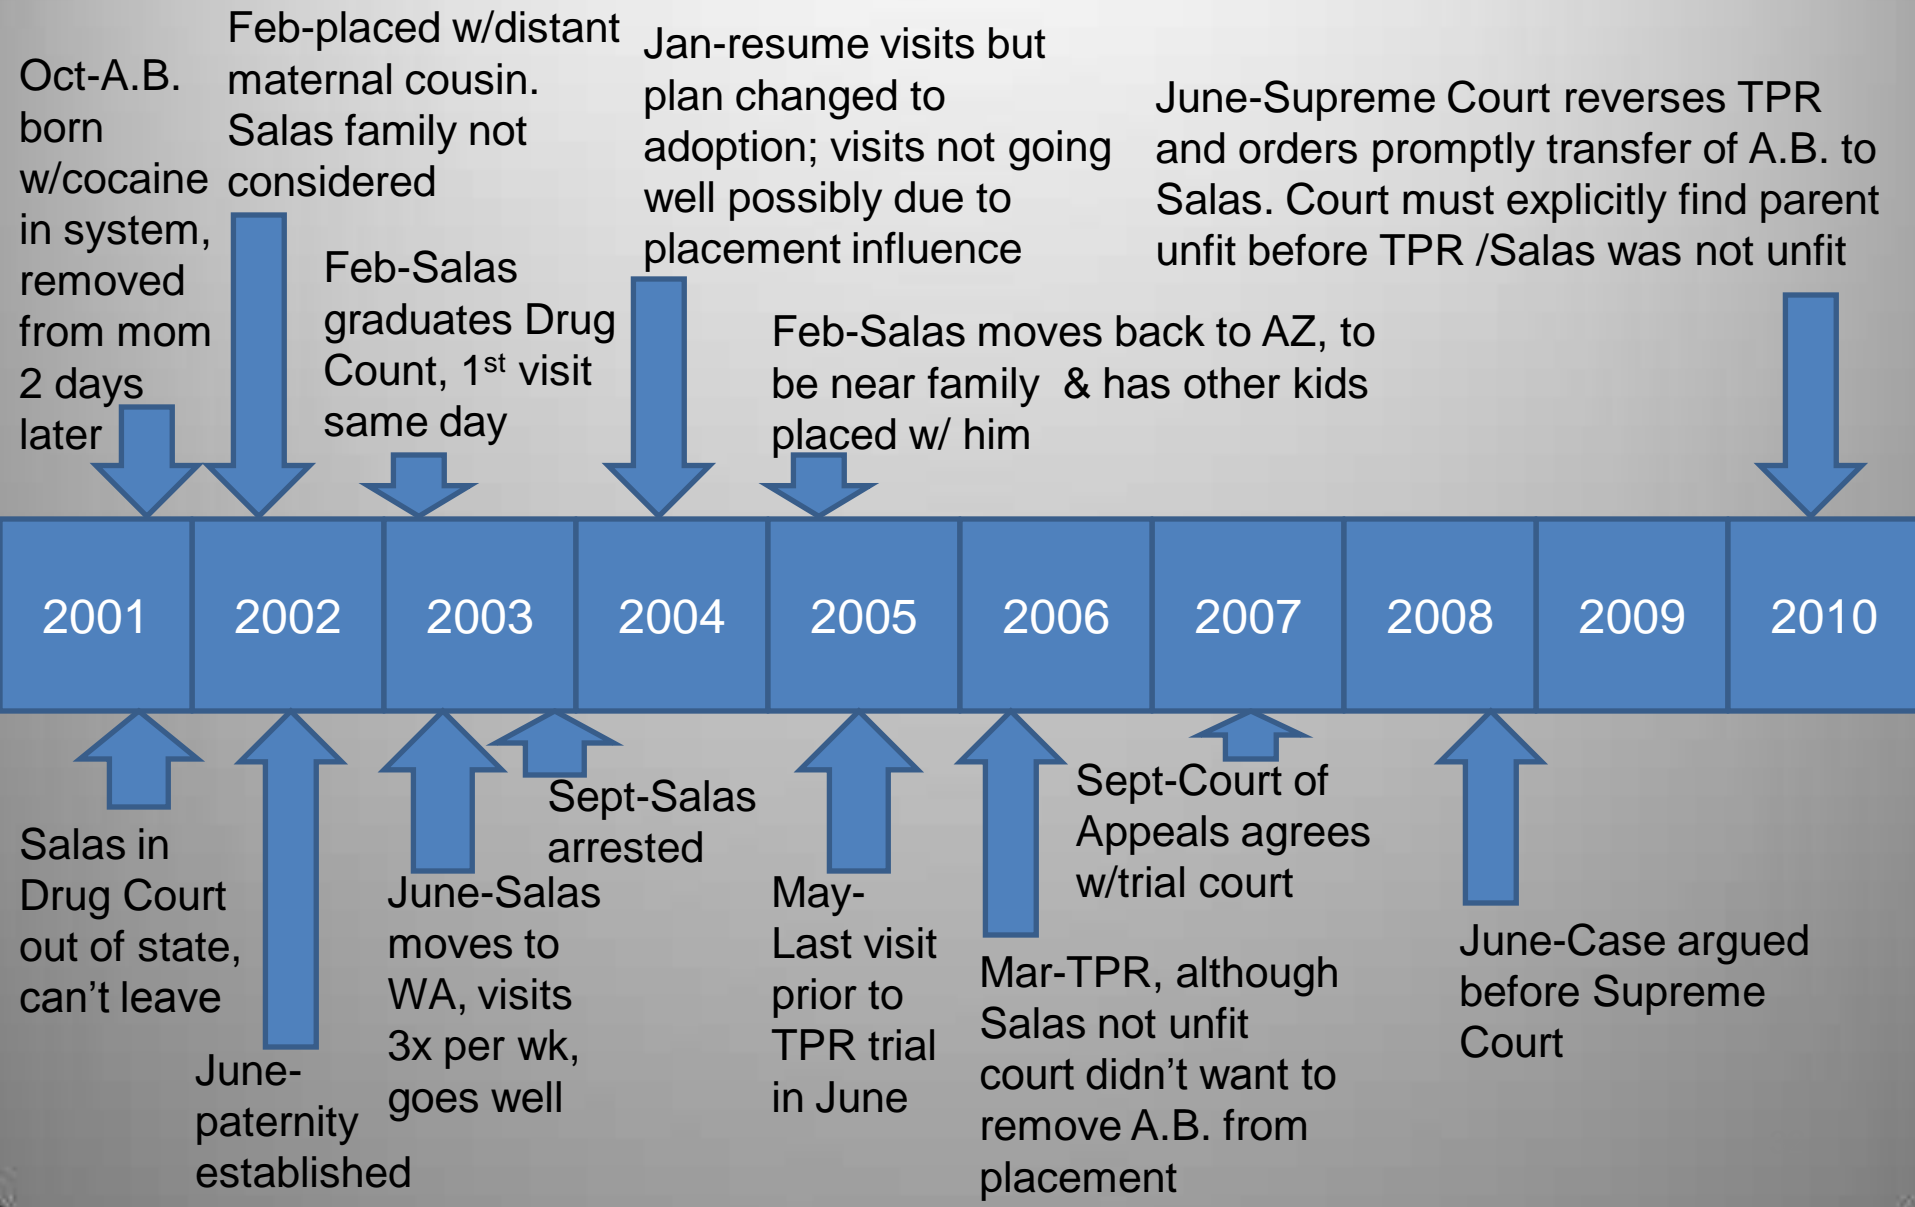 Oct-A.B.
born
w/cocaine
in system,
removed
from mom
2 days
later
Feb-placed w/distant
maternal cousin.
Salas family not
considered
Feb-Salas
graduates Drug
Count, 1st visit
same day
Jan-resume visits but
plan changed to
adoption; visits not going
well possibly due to
placement influence
Feb-Salas moves back to AZ, to
be near family & has other kids
placed w/ him
June-Supreme Court reverses TPR
and orders promptly transfer of A.B. to
Salas. Court must explicitly find parent
unfit before TPR /Salas was not unfit
2001 2002 2003 2004 2005 2006 2007 2008 2009 2010
Salas in
Drug Court
out of state,
can't leave
June-
paternity
established
June-Salas
moves to
WA, visits
3x per wk,
goes well
Sept-Salas
arrested
May-
Last visit
prior to
TPR trial
in June
Mar-TPR, although
Salas not unfit
court didn't want to
remove A.B. from
placement
Sept-Court of
Appeals agrees
w/trial court
June-Case argued
before Supreme
Court